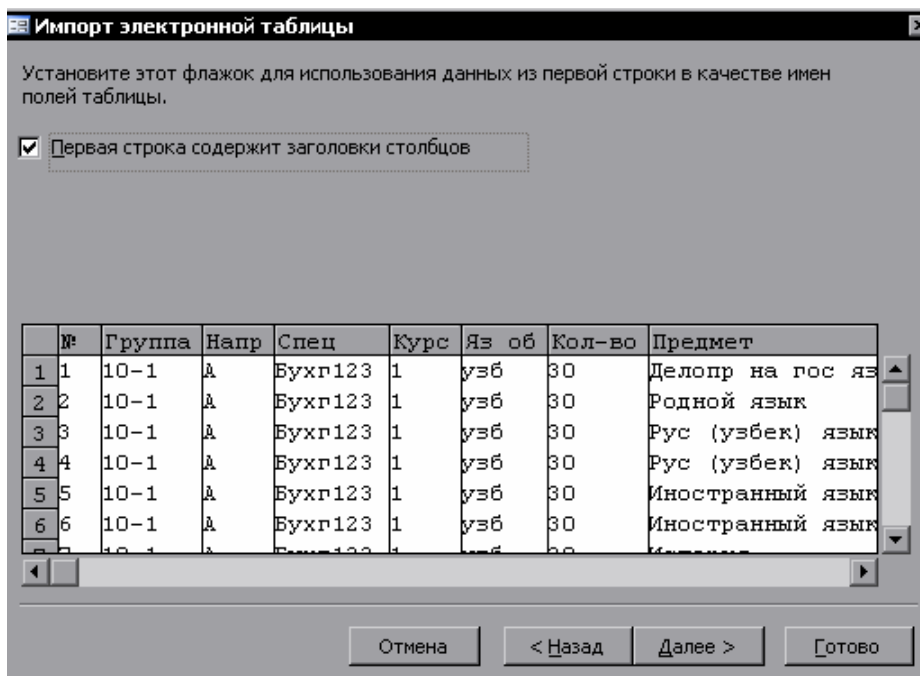 Импорт электронной таблицы
Установите этот флажок для использования данных из первой строки в качестве имен
полей таблицы.
Первая строка содержит заголовки столбцов
№ Группа Напр Спец Курс Яз об Кол-во Предмет
1 1 10-1 А Бухг123 1 узб 30 Делопр на гос яз
2 2 10-1 А Бухг123 1 узб 30 Родной язык
3 3 10-1 А Бухг123 1 узб 30 Рус (узбек) язык
4 4 10-1 А Бухг123 1 узб 30 Рус (узбек) язык
5 5 10-1 А Бухг123 1 узб 30 Иностранный язык
6 6 10-1 А Бухг123 1 узб 30 Иностранный язык
Отмена < Назад Далее > Готово